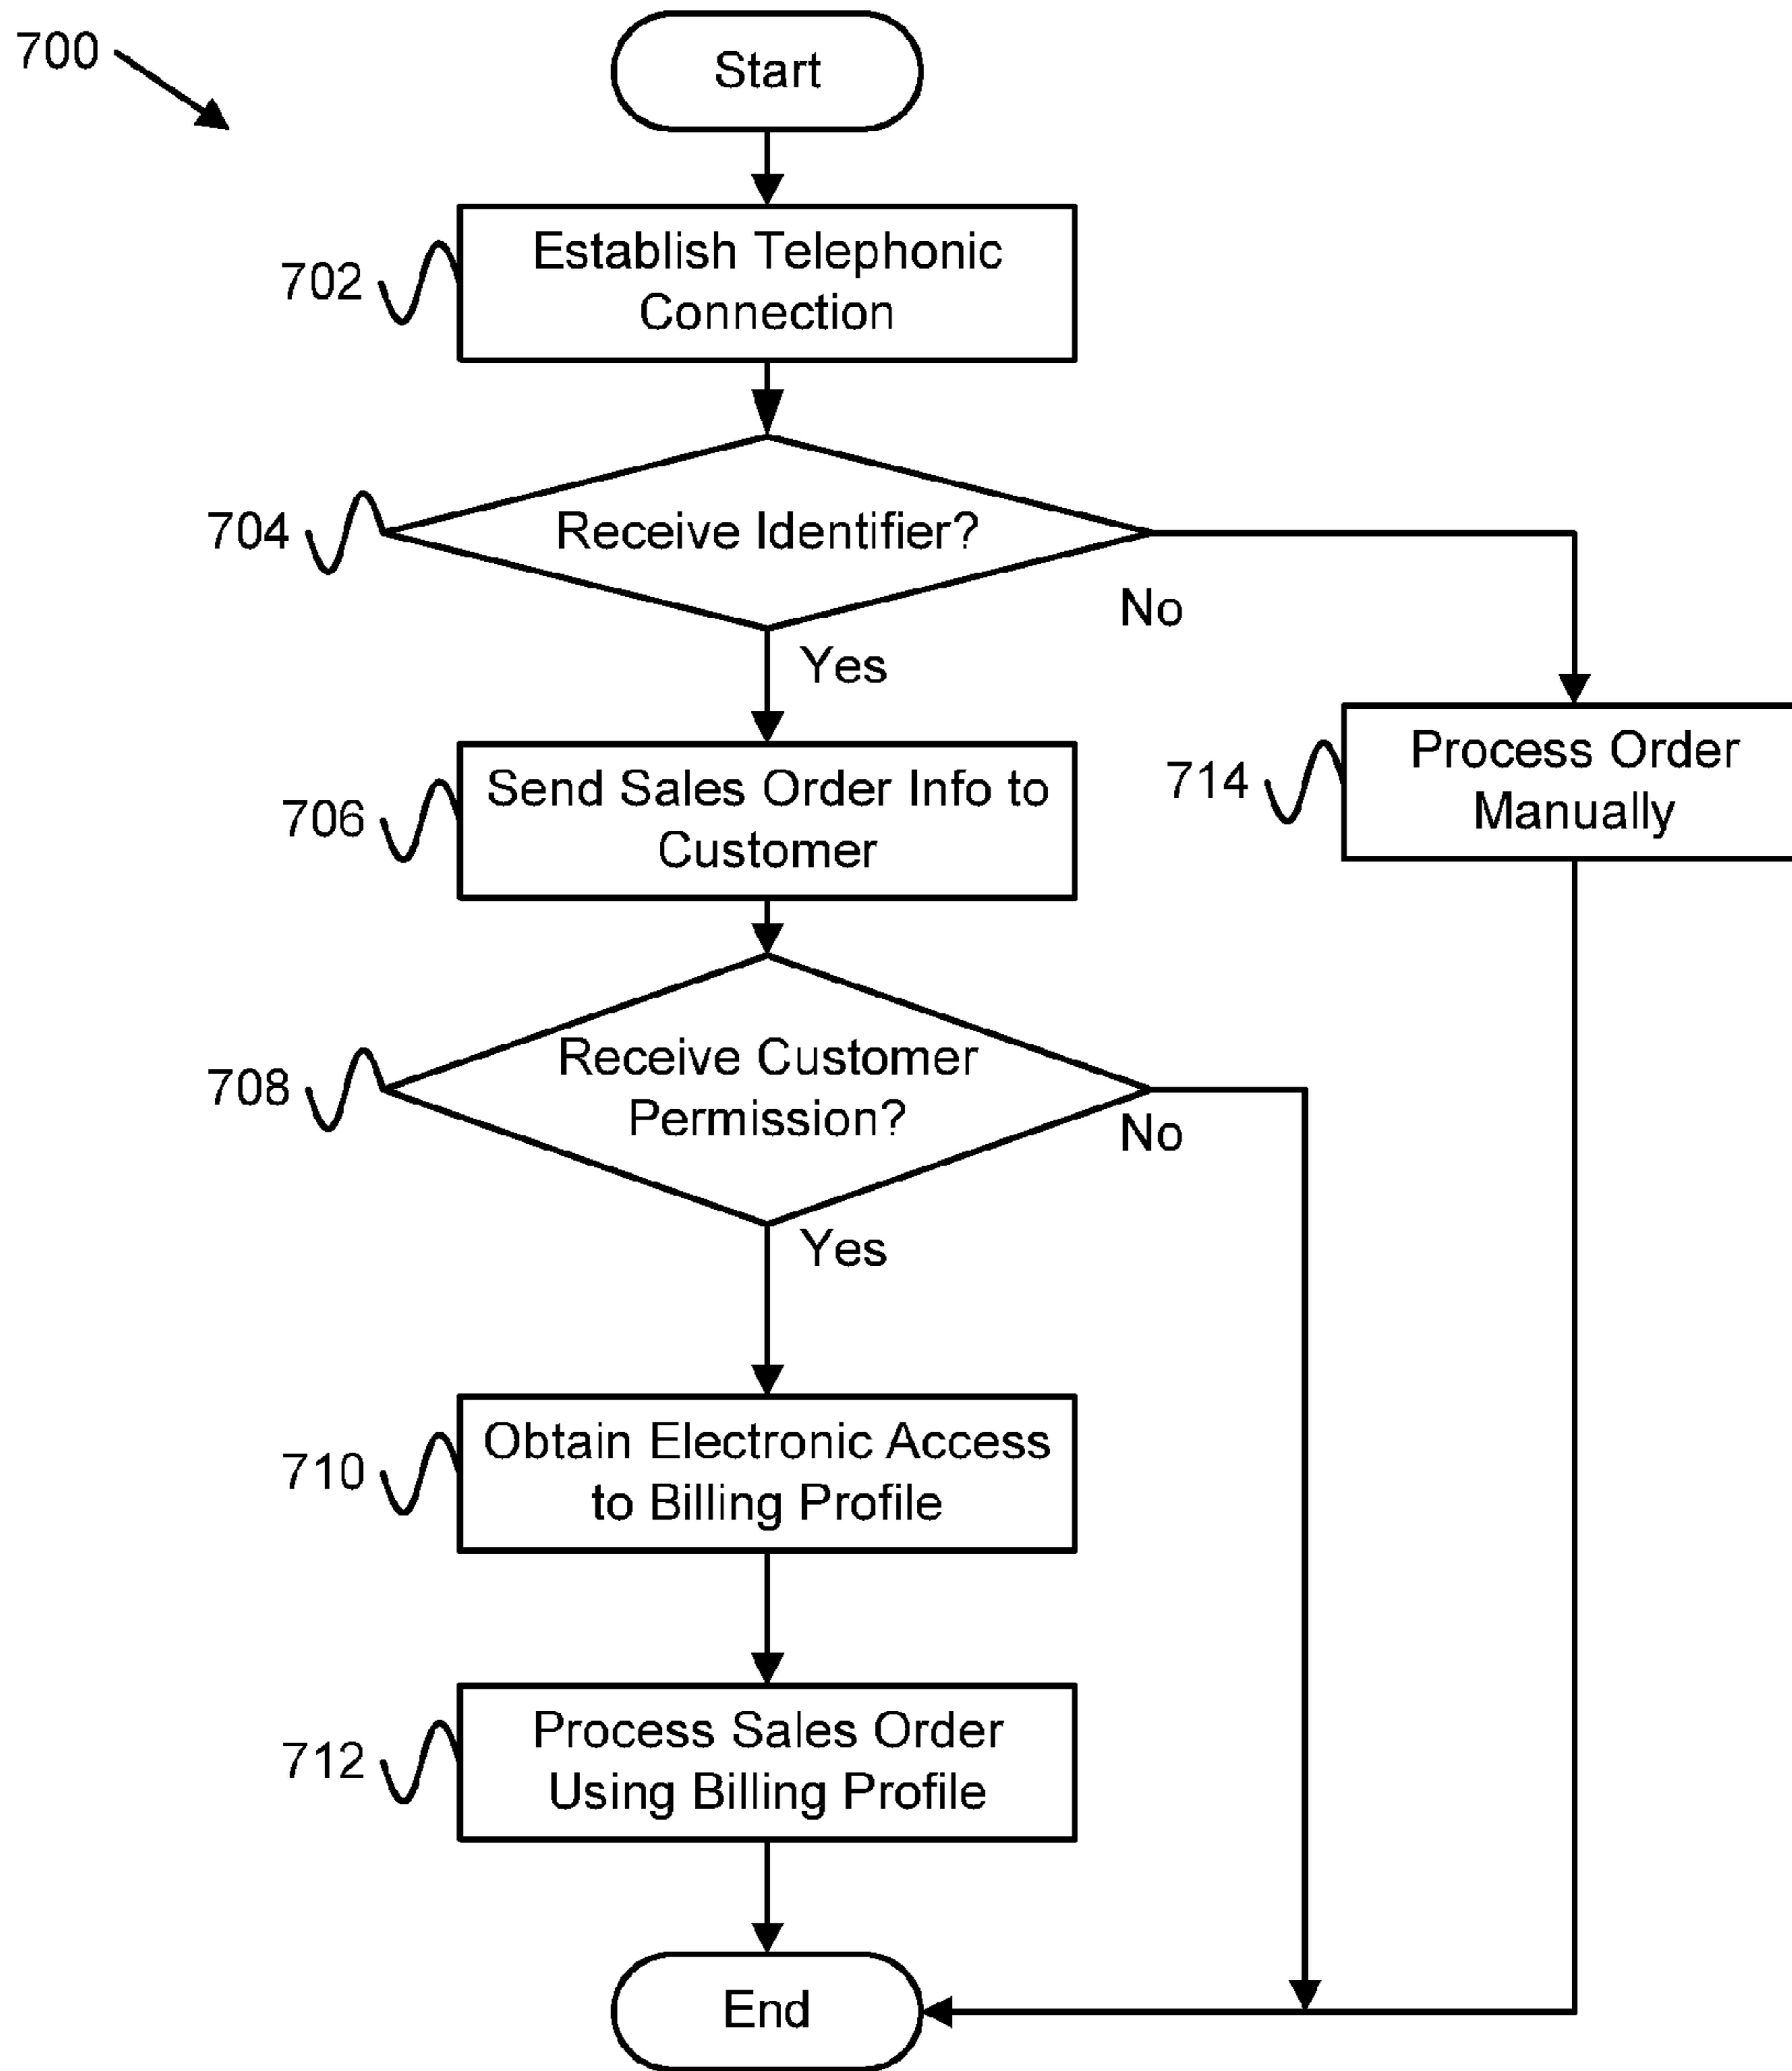 700
Start
702
Establish Telephonic
Connection
704
Receive Identifier?
No
Yes
706
Send Sales Order Info to
Customer
714
Process Order
Manually
708
Receive Customer
Permission?
No
Yes
710
Obtain Electronic Access
to Billing Profile
712
Process Sales Order
Using Billing Profile
End